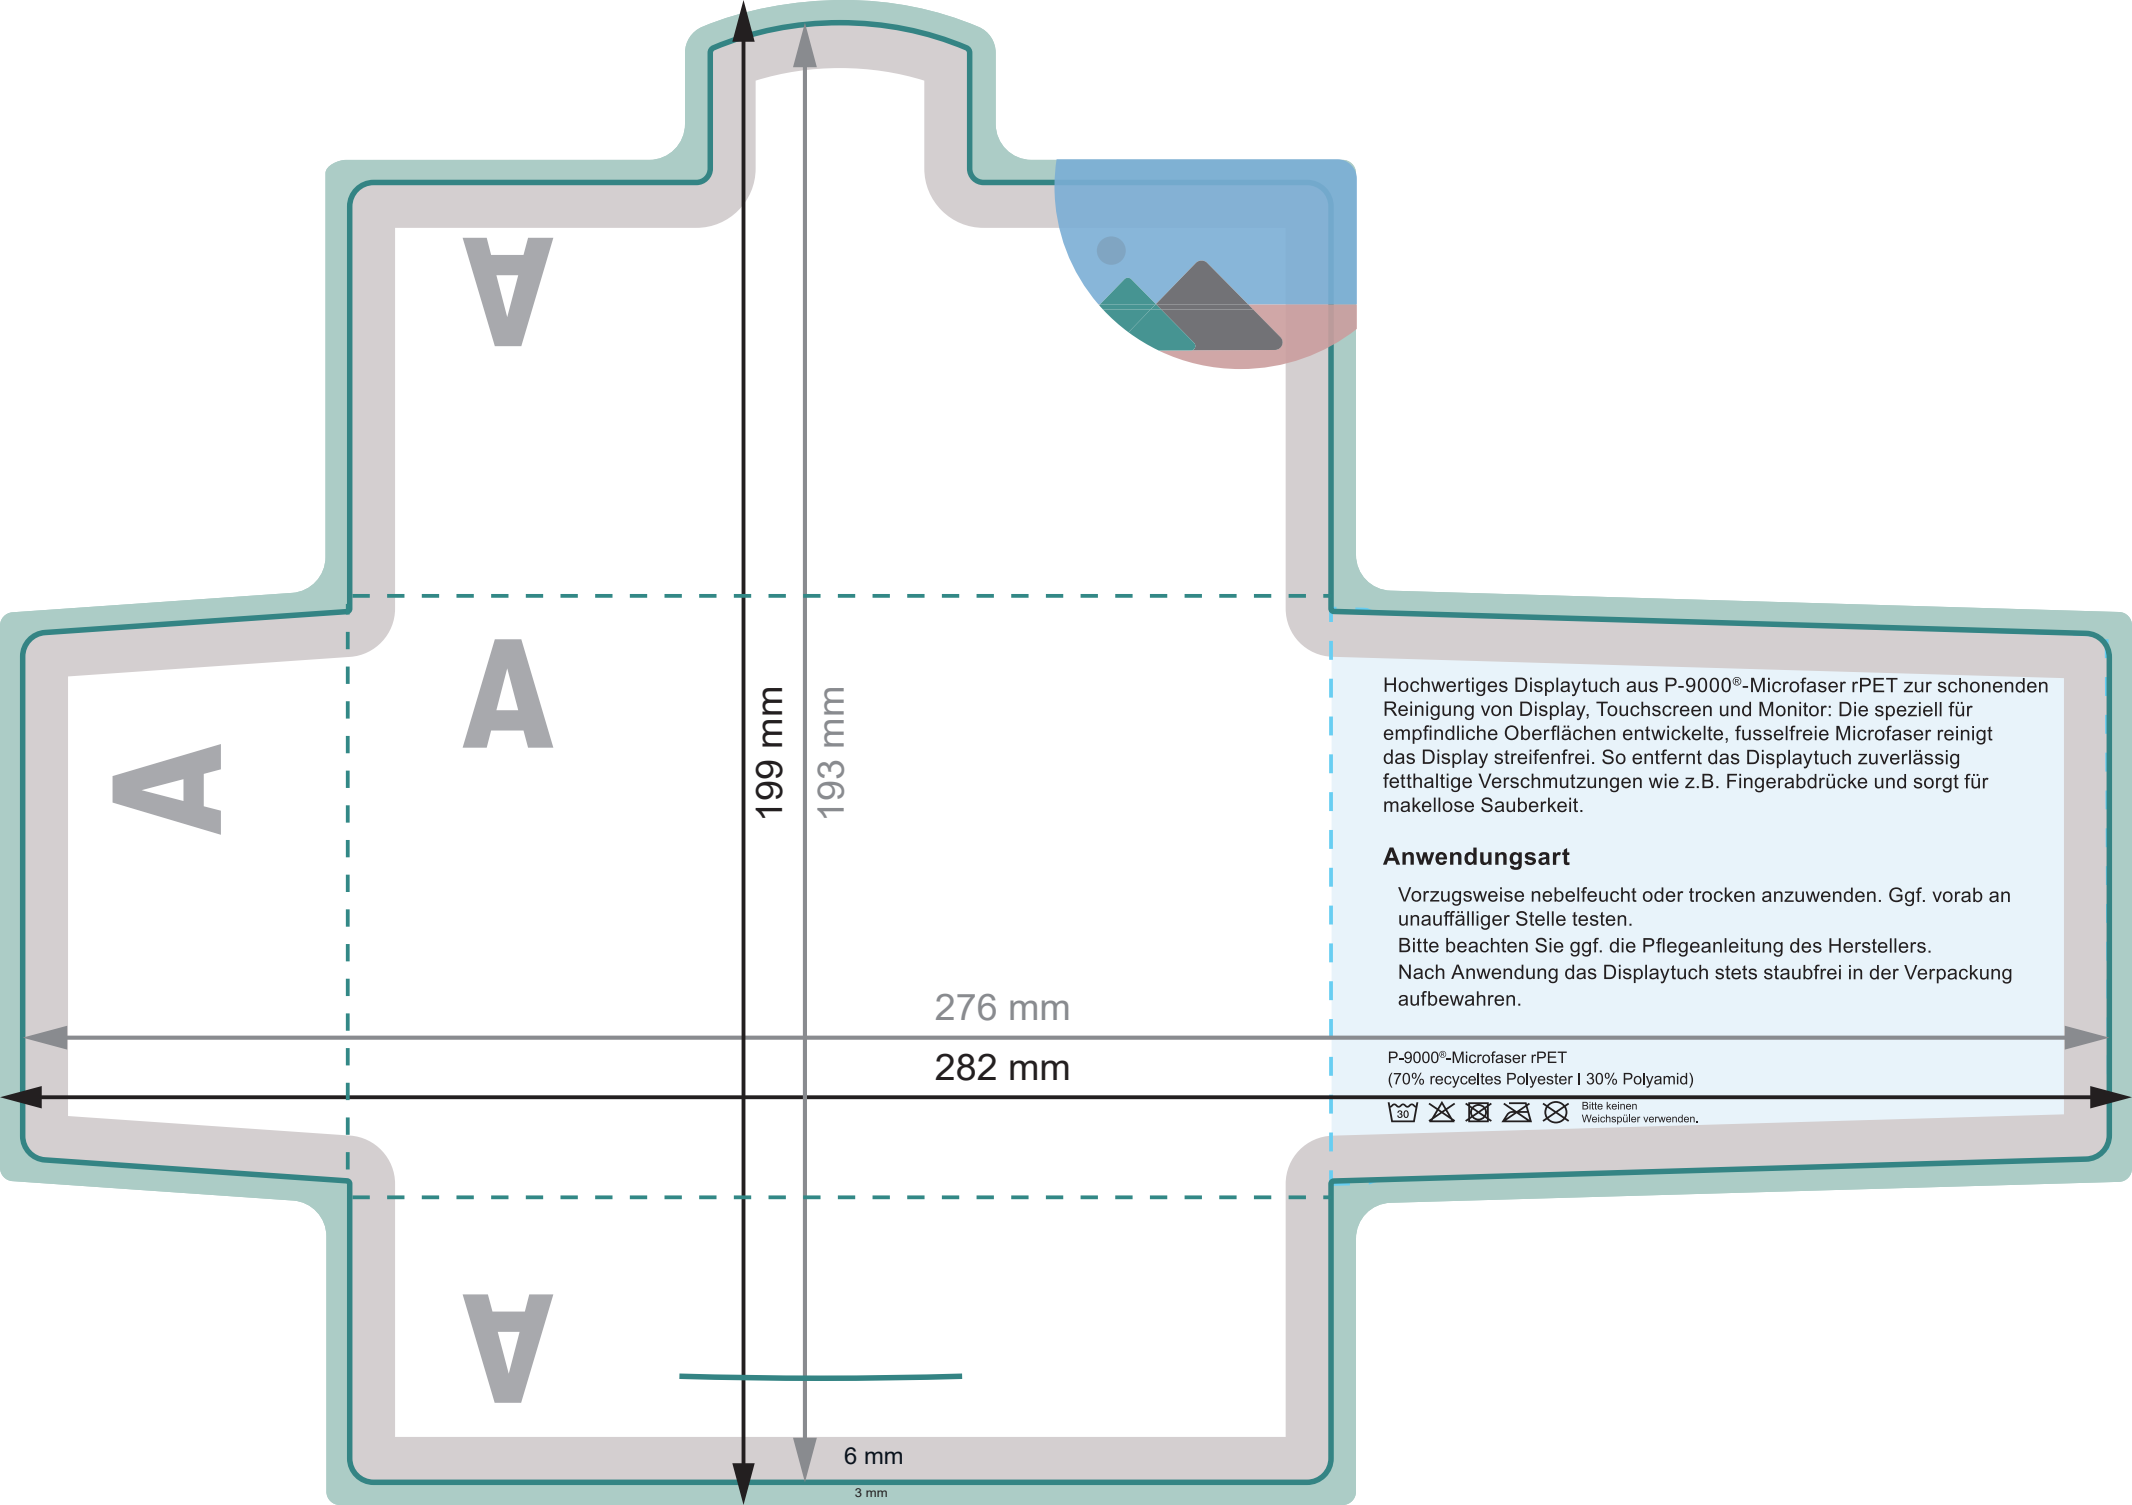 A
A
A
199 mm
193 mm
Hochwertiges Displaytuch aus P-9000®-Microfaser rPET zur schonenden
Reinigung von Display, Touchscreen und Monitor: Die speziell für
empfindliche Oberflächen entwickelte, fusselfreie Microfaser reinigt
das Display streifenfrei. So entfernt das Displaytuch zuverlässig
fetthaltige Verschmutzungen wie z.B. Fingerabdrücke und sorgt für
makellose Sauberkeit.
Anwendungsart
Vorzugsweise nebelfeucht oder trocken anzuwenden. Ggf. vorab an
unauffälliger Stelle testen.
Bitte beachten Sie ggf. die Pflegeanleitung des Herstellers.
Nach Anwendung das Displaytuch stets staubfrei in der Verpackung
aufbewahren.
276 mm
282 mm
P-9000®-Microfaser rPET
(70% recyceltes Polyester I 30% Polyamid)
30
Bitte keinen
Weichspüler verwenden.
A
6 mm
3 mm